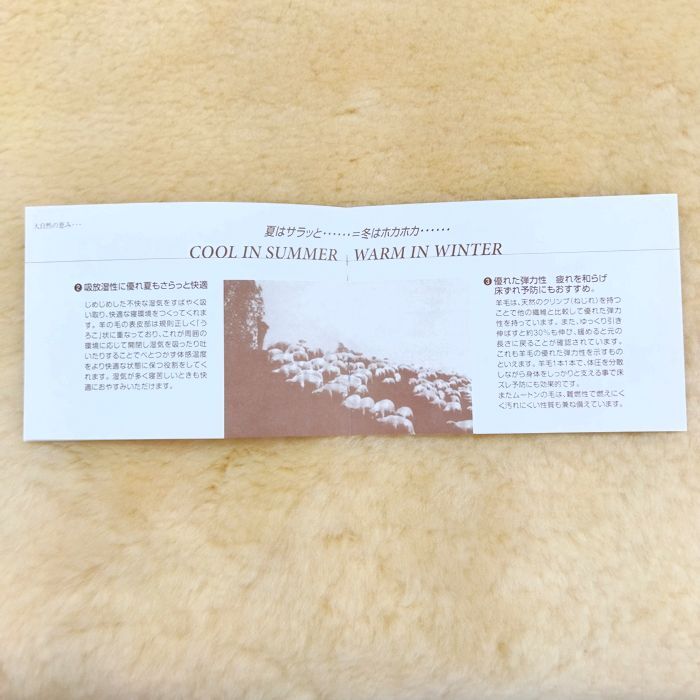 大自然の恵み・・・
夏はサラッと・・・・・・＝冬はホカホカ・・・・・・
COOL IN SUMMER WARM IN WINTER
❷吸放湿性に優れ夏もさらっと快適
じめじめした不快な湿気をすばやく吸
い取り、快適な寝環境をつくってくれま
す。羊の毛の表皮部は規則正しく「う
ろこ」状に重なっており、これが周囲の
環境に応じて開閉し湿気を吸ったり吐
いたりすることでべとつかず体感温度
をより快適な状態に保つ役割をしてく
れます。湿気が多く寝苦しいときも快
適におやすみいただけます。
❸優れた弾力性 疲れを和らげ
床ずれ予防にもおすすめ。
羊毛は、天然のクリンプ(ねじれ)を持つ
ことで他の繊維と比較して優れた弾力
性を持っています。また、ゆっくり引き
伸ばすと約30％も伸び、緩めると元の
長さに戻ることが確認されています。
これも羊毛の優れた弾力性を示すもの
といえます。羊毛1本1本で、体圧を分散
しながら身体をしっかりと支える事で床
ズレ予防にも効果的です。
またムートンの毛は、難燃性で燃えにく
く汚れにくい性質も兼ね備えています。